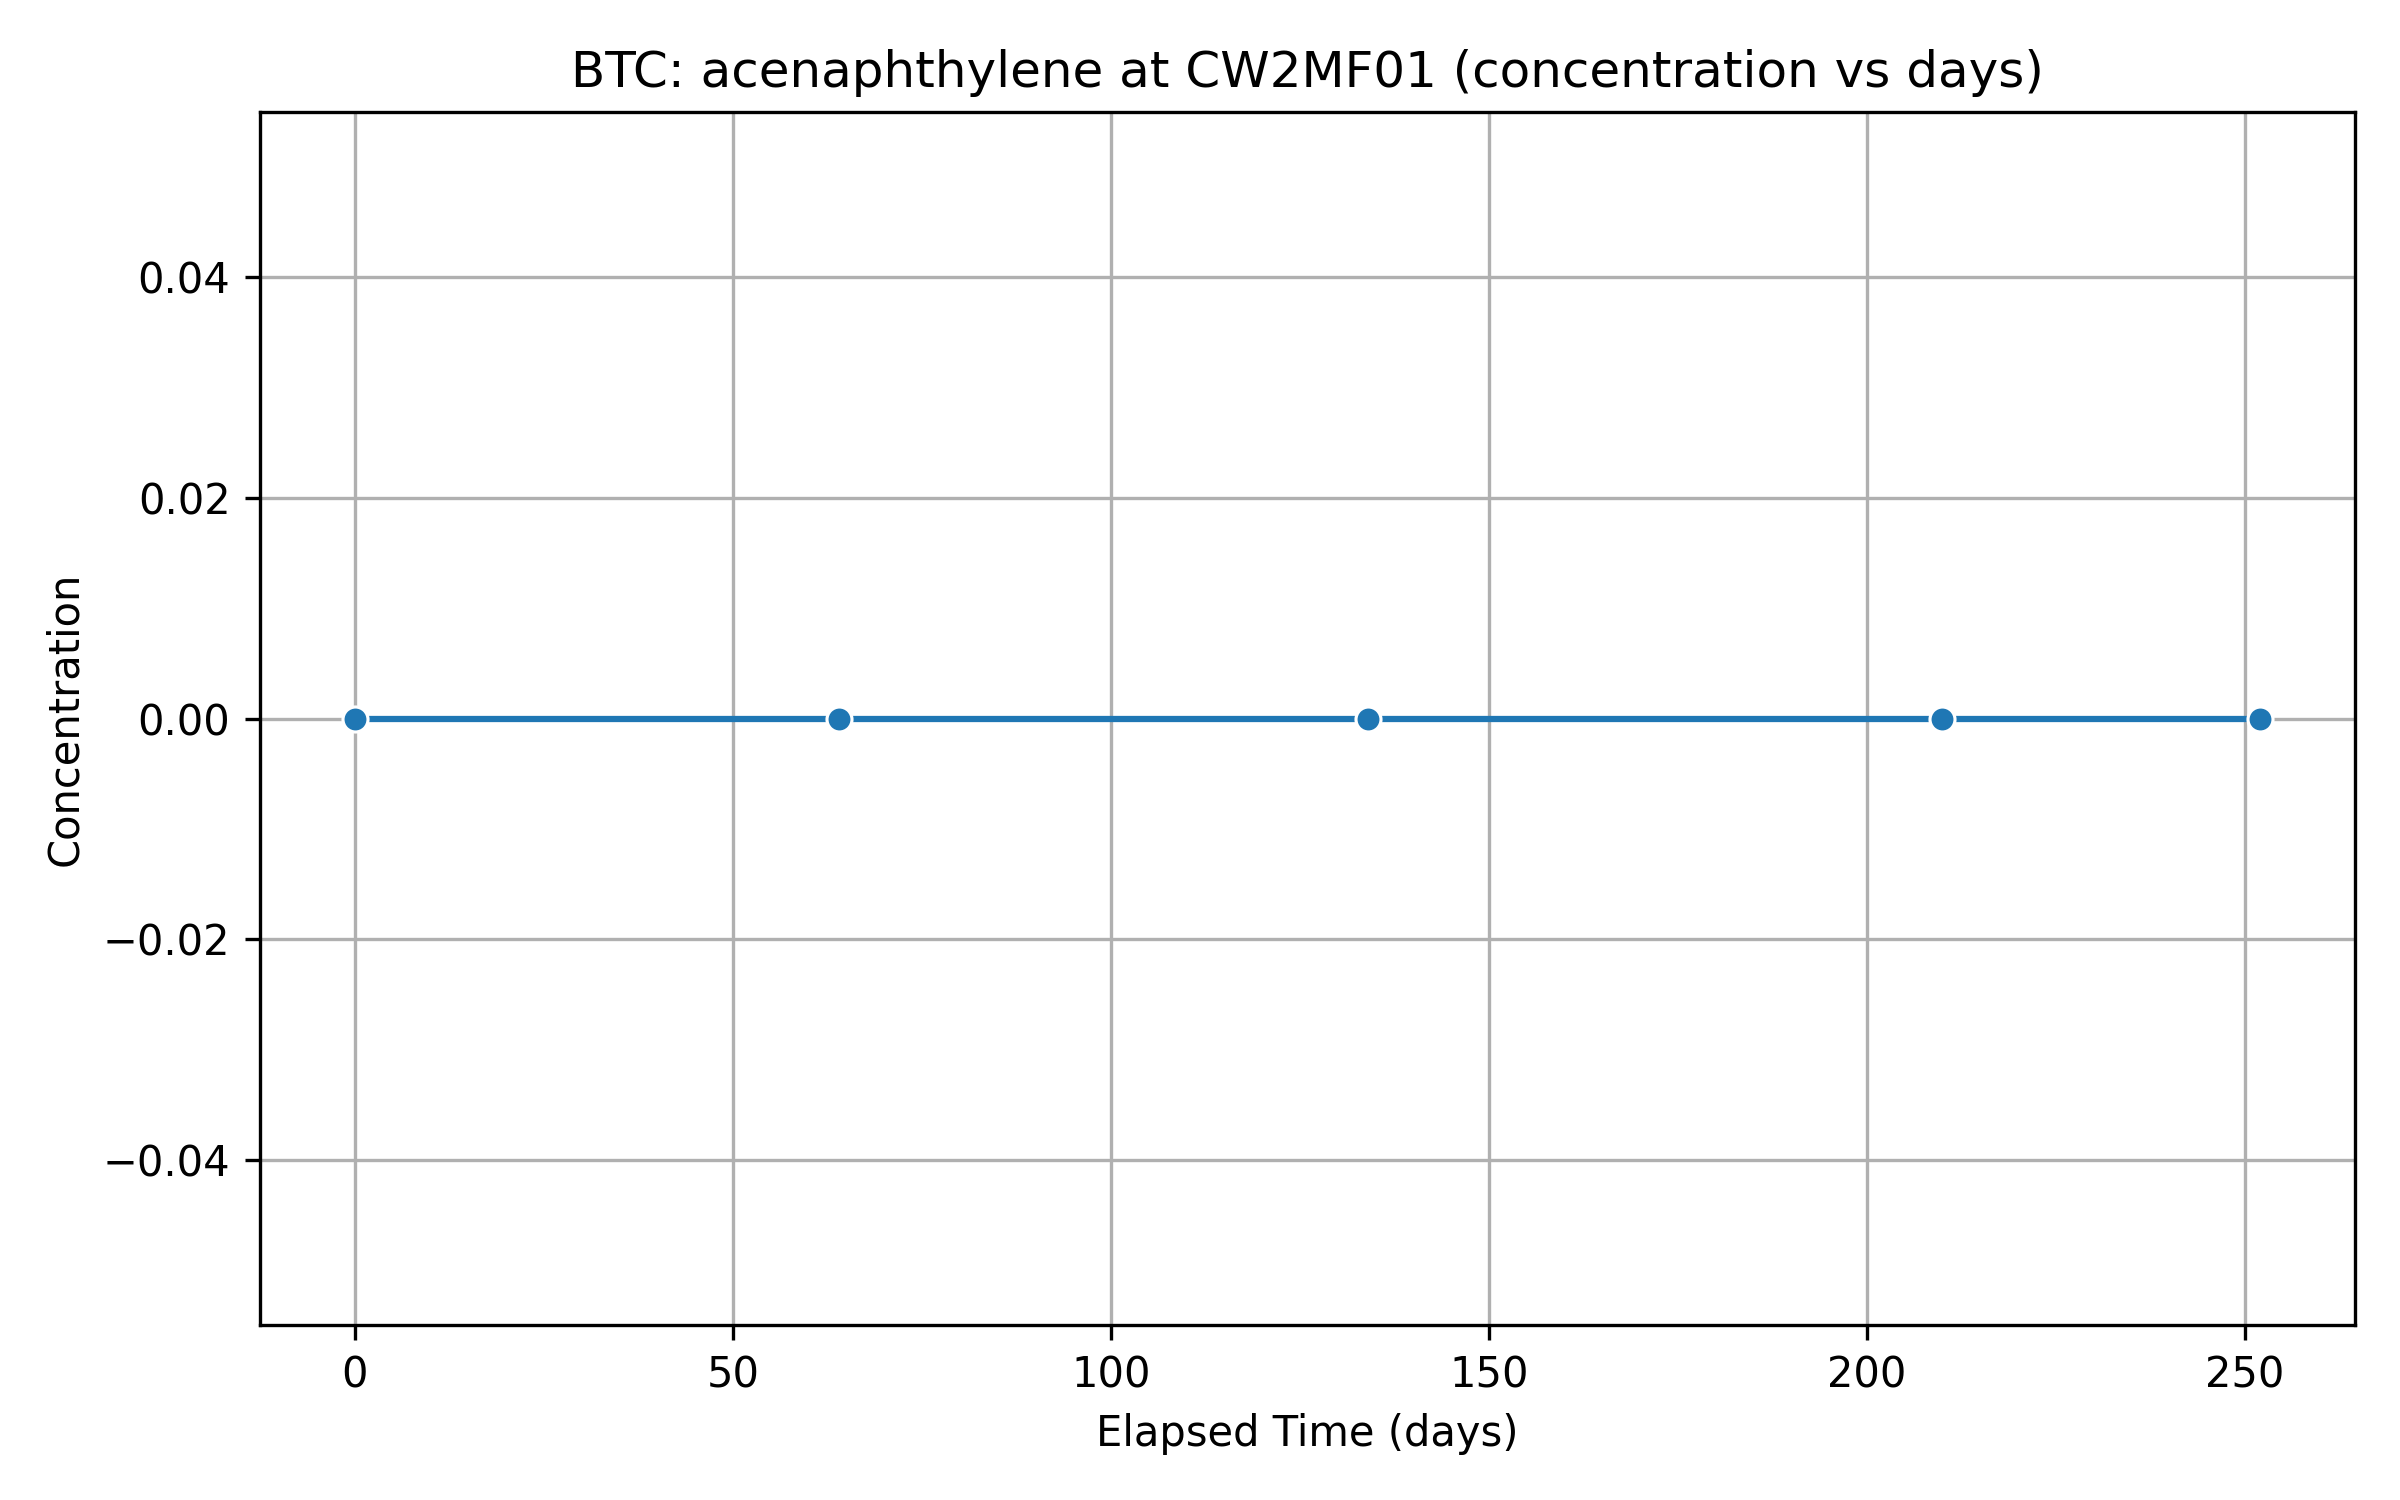 BTC: acenaphthylene at CW2MF01 (concentration vs days)
Concentration
0.04
0.02
0.00
−0.02
−0.04
0 50 100 150 200 250
Elapsed Time (days)